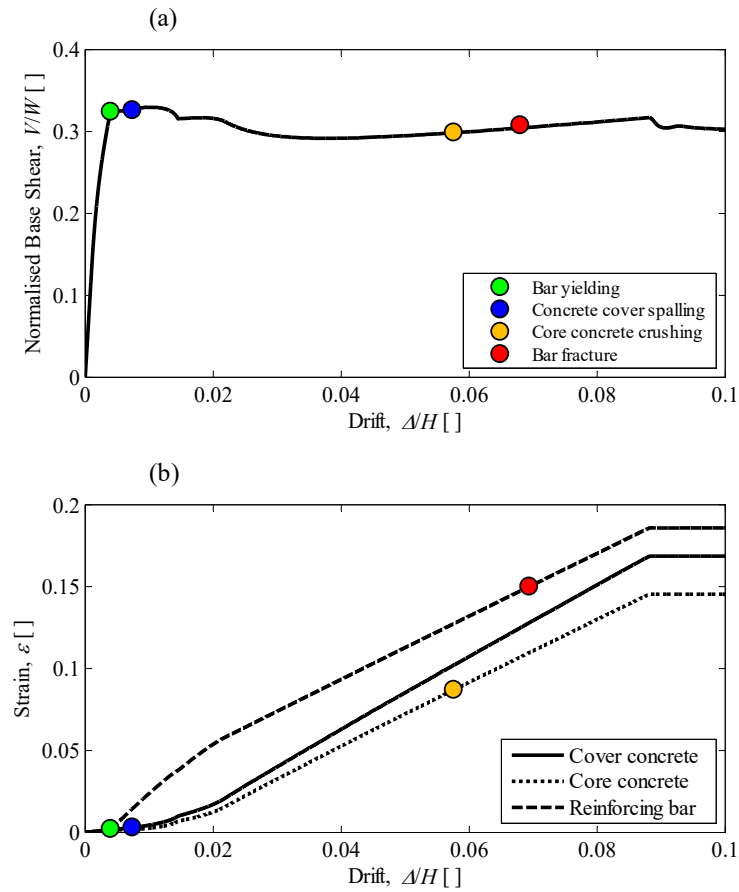 (a)
Normalised Base Shear, V/W [ ]
0.4
0.3
0.2
0.1
0
Bar yielding
Concrete cover spalling
Core concrete crushing
Bar fracture
0 0.02 0.04 0.06 0.08 0.1
Drift, Δ/H [ ]
(b)
Strain, ε [ ]
0.2
0.15
0.1
0.05
0
Cover concrete
Core concrete
Reinforcing bar
0 0.02 0.04 0.06 0.08 0.1
Drift, Δ/H [ ]